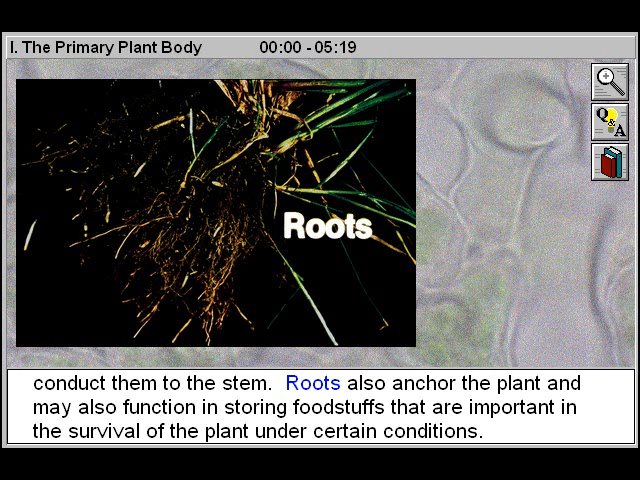 I. The Primary Plant Body 00:00 - 05:19
Q&A
Roots
conduct them to the stem. Roots also anchor the plant and
may also function in storing foodstuffs that are important in
the survival of the plant under certain conditions.